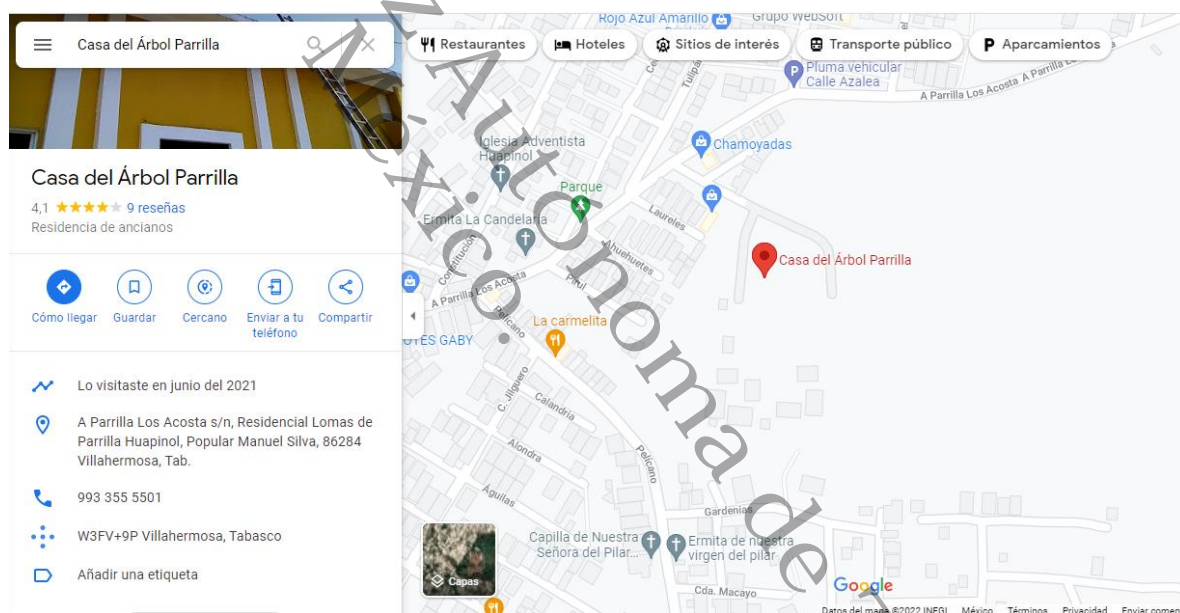 Casa del Árbol Parrilla
Casa del Árbol Parrilla
4,1 9 reseñas
Residencia de ancianos
Cómo llegar
Guardar
Cercano
Enviar a tu
teléfono
Compartir
Lo visitaste en junio del 2021
A Parrilla Los Acosta s/n, Residencial Lomas de
Parrilla Huapinol, Popular Manuel Silva, 86284
Villahermosa, Tab.
993 355 5501
W3FV+9P Villahermosa, Tabasco
Añadir una etiqueta
Rojo Azul Amarillo
Grupo WebSoft
Restaurantes
Hoteles
Sitios de interés
Transporte público
P Aparcamientos
P Pluma vehicular
Calle Azalea
A Parrilla Los Acosta
A Parrilla
Iglesia Adventista
Huapinol
Chamoyadas
Parque
Ermita La Candelaria
Laureles
Ahuehuetes
Constitución
Pirul
A Parrilla Los Acosta
Casa del Árbol Parrilla
Pelícano
La carmelita
GABY
C. Jilguero
Calandria
Alondra
Pelícano
Aguilas
Gardenias
Capilla de Nuestra
Señora del Pilar...
Ermita de nuestra
virgen del pilar
Cda. Macayo
Capas
Google
Datos del mapa ©2022 INEGI
México
Términos
Privacidad
Autónoma de
México.